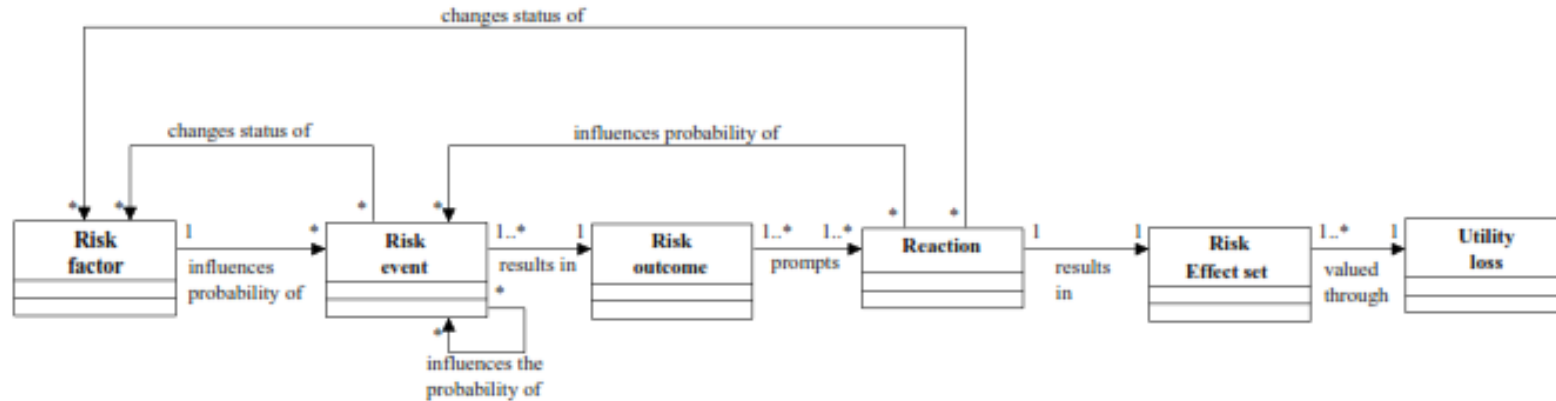 changes status of
changes status of
influences probability of
* * * * * *
Risk
factor
1
*
influences
probability of
Risk
event
1..*
1
results in
*
*
influences the
probability of
Risk
outcome
1..*
1..*
prompts
Reaction
1
1
results
in
Risk
Effect set
1..*
1
valued
through
Utility
loss